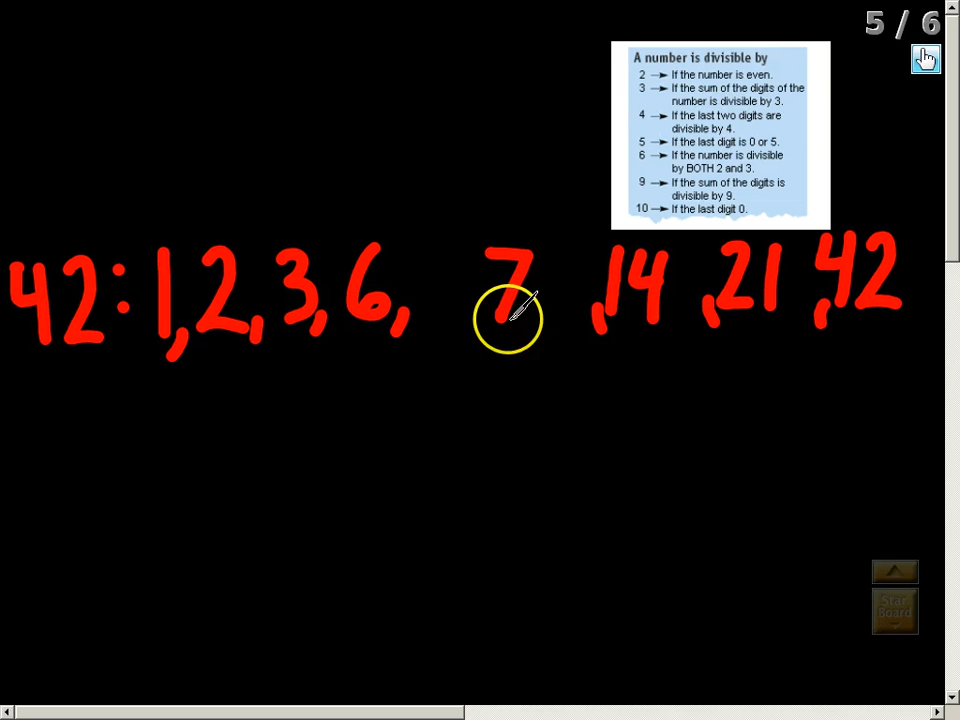 5 / 6
A number is divisible by
2 → If the number is even.
3 → If the sum of the digits of the
number is divisible by 3.
4 → If the last two digits are
divisible by 4.
5 → If the last digit is 0 or 5.
6 → If the number is divisible
by BOTH 2 and 3.
9 → If the sum of the digits is
divisible by 9.
10 → If the last digit 0.
42: 1, 2, 3, 6, 7, 14, 21, 42
Star
Board